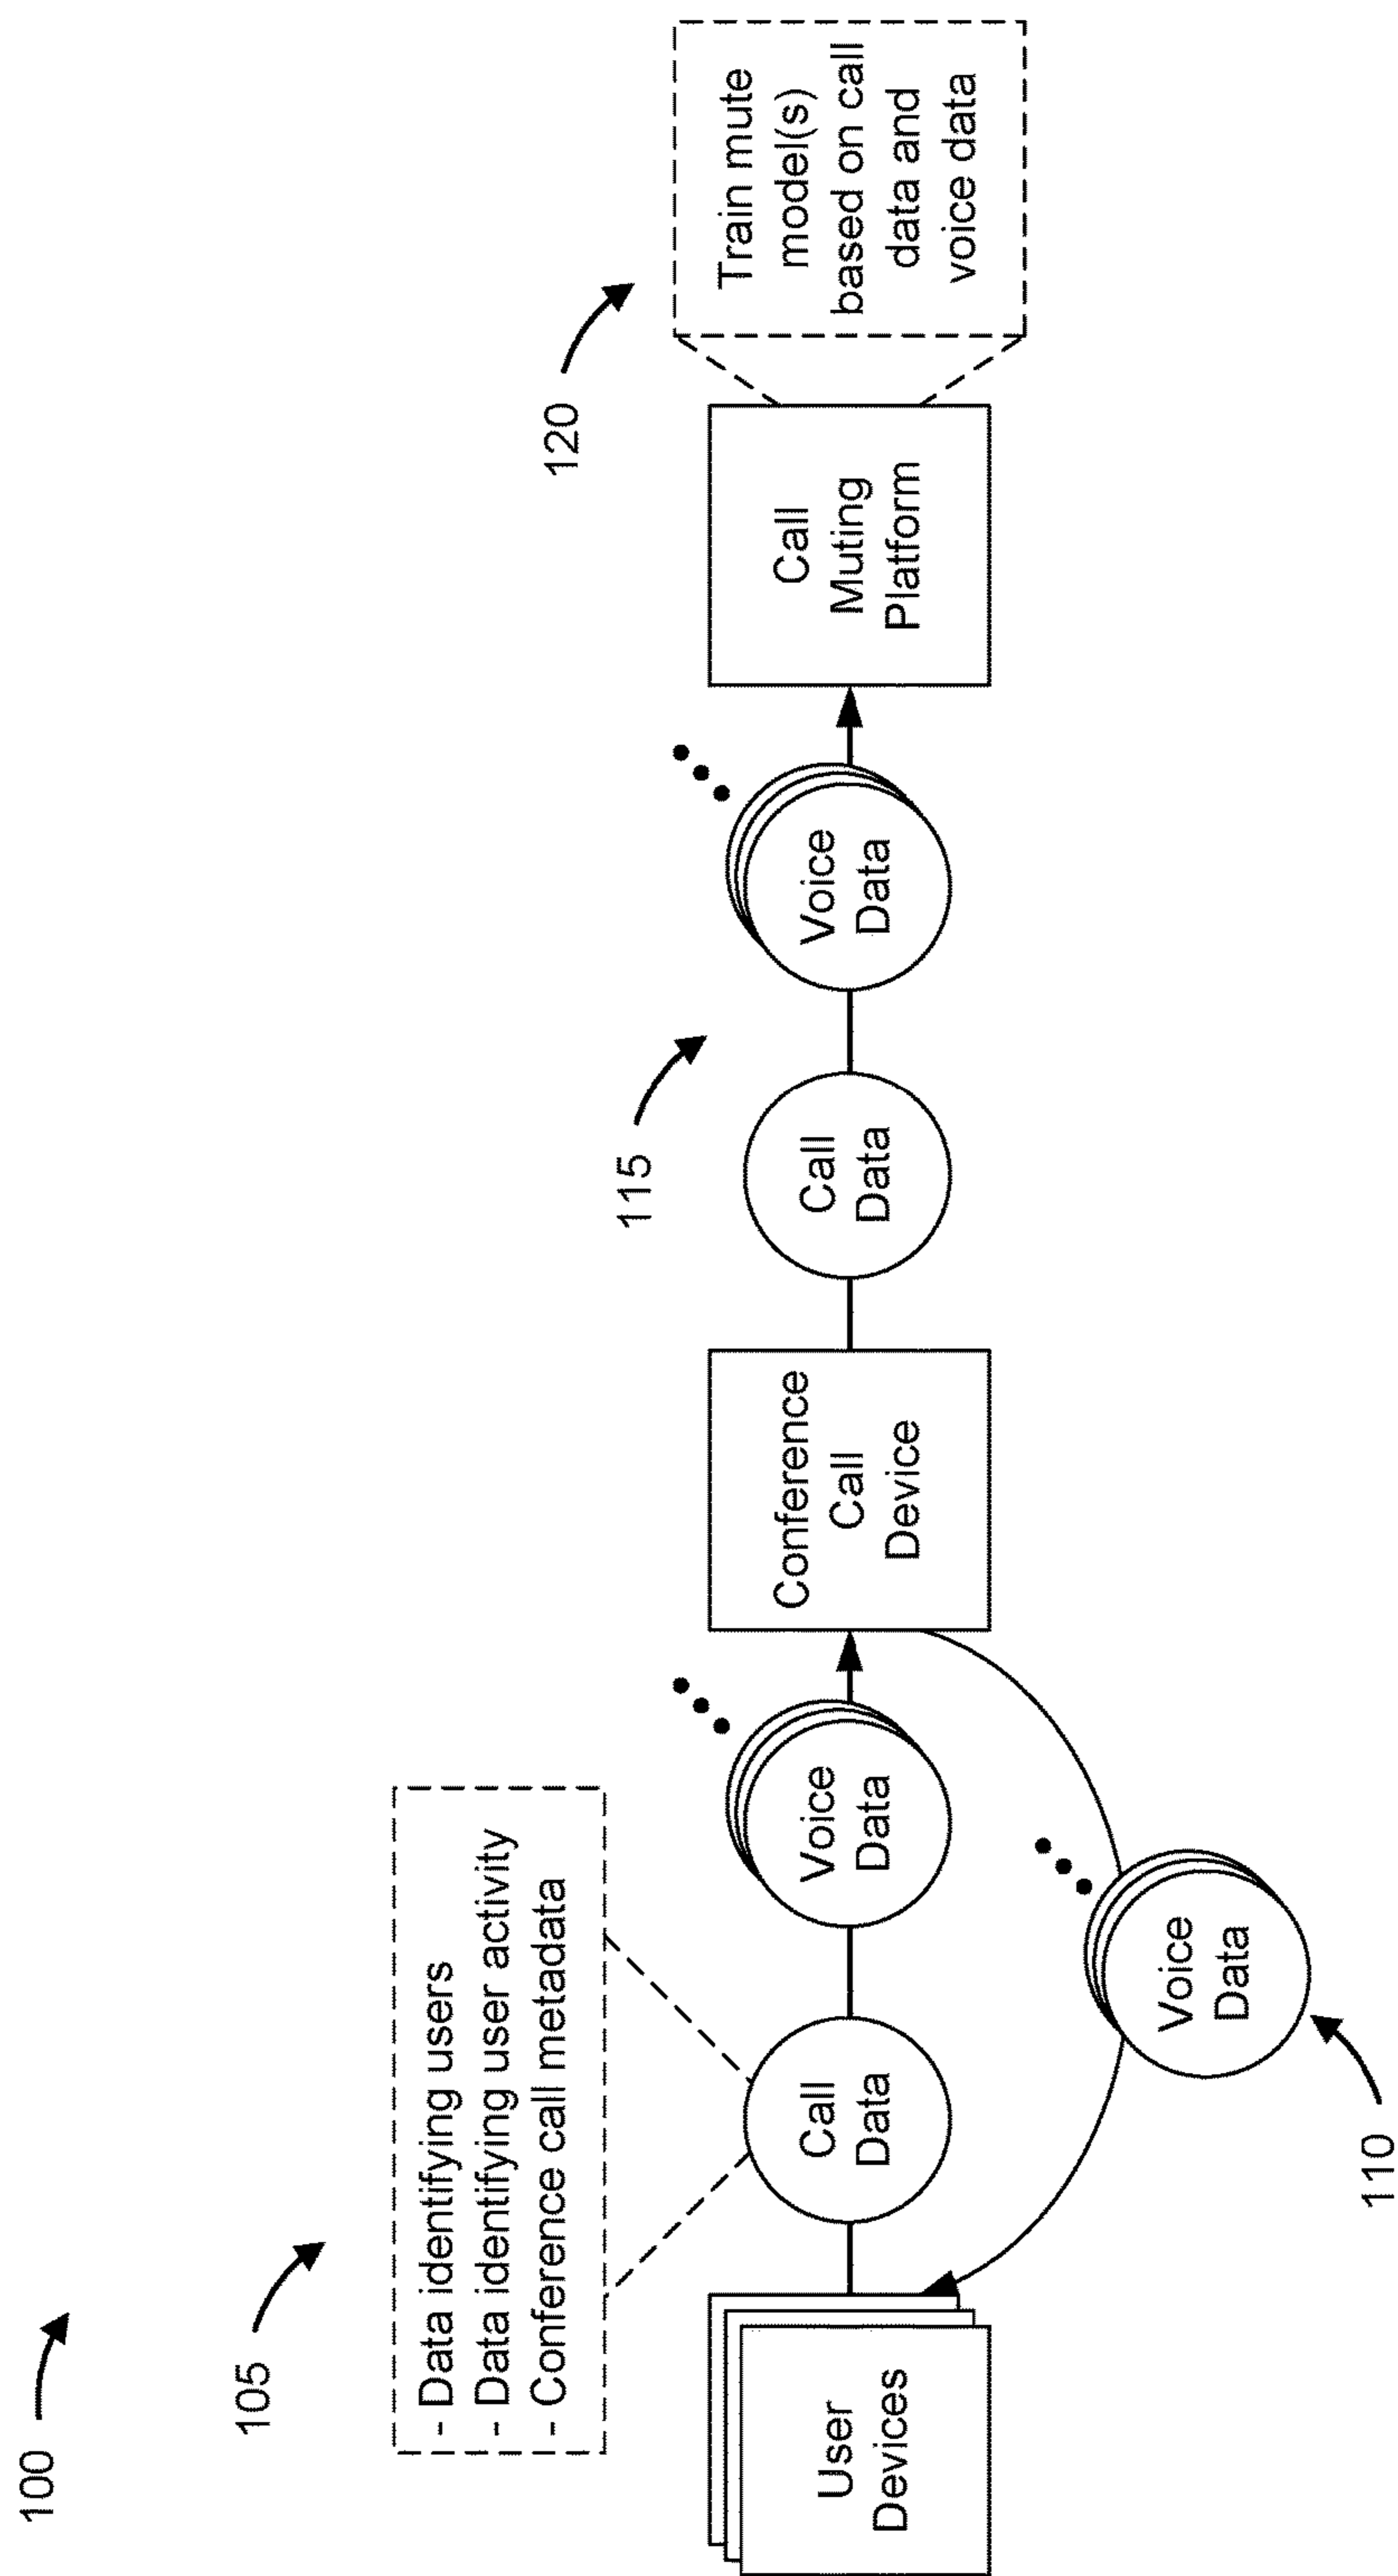 100
105
- Data identifying users
- Data identifying user activity
- Conference call metadata
User
Devices
Call
Data
Voice
Data
110
Voice
Data
Conference
Call
Device
115
Call
Data
Voice
Data
Call
Muting
Platform
120
Train mute
model(s)
based on call
data and
voice data